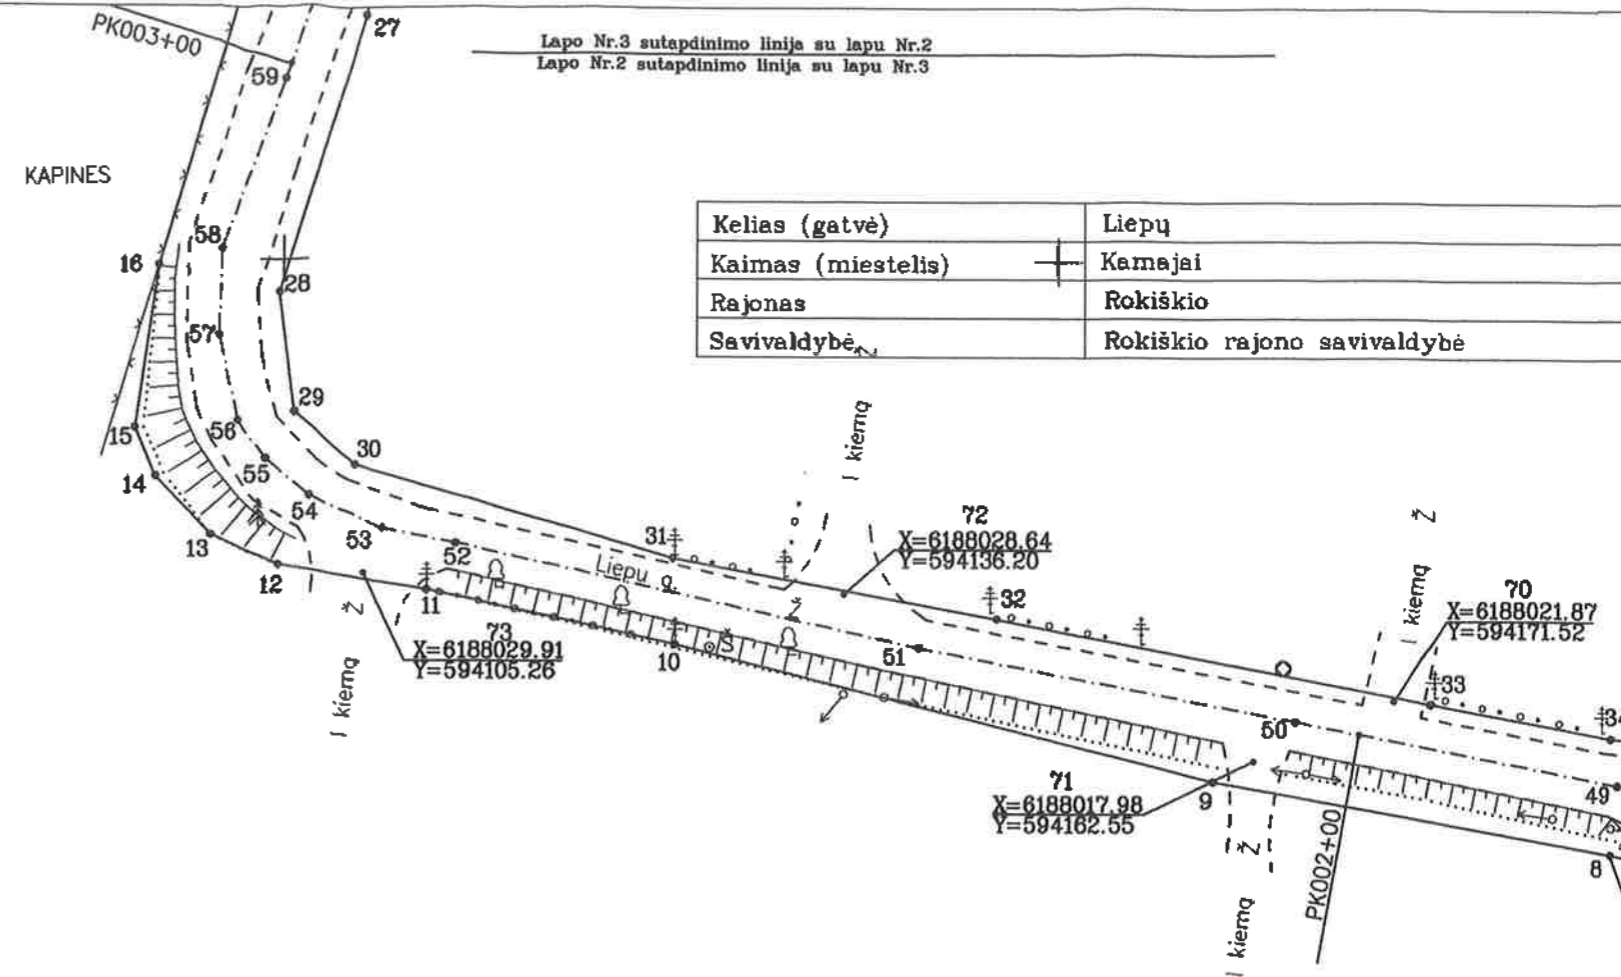 PK003+00
27
Lapo Nr.3 sutapdinimo linija su lapu Nr.2
Lapo Nr.2 sutapdinimo linija su lapu Nr.3
59
KAPINES
Kelias (gatvė) Liepų
Kaimas (miestelis) Kamajai
Rajonas Rokiškio
Savivaldybė Rokiškio rajono savivaldybė
Ž
58
16
28
57
29
15
56
30
55
14
54
Į kiemą
53
13
52
12
31
Liepu g.
72
X=6188028.64
Y=594136.20
Ž
32
Į kiemą
Ž
70
X=6188021.87
Y=594171.52
11
Ž
73
X=6188029.91
Y=594105.26
Į kiemą
10
Š
51
33
34
50
71
X=6188017.98
Y=594162.55
9
49
Ž
Į kiemą
PK002+00
8